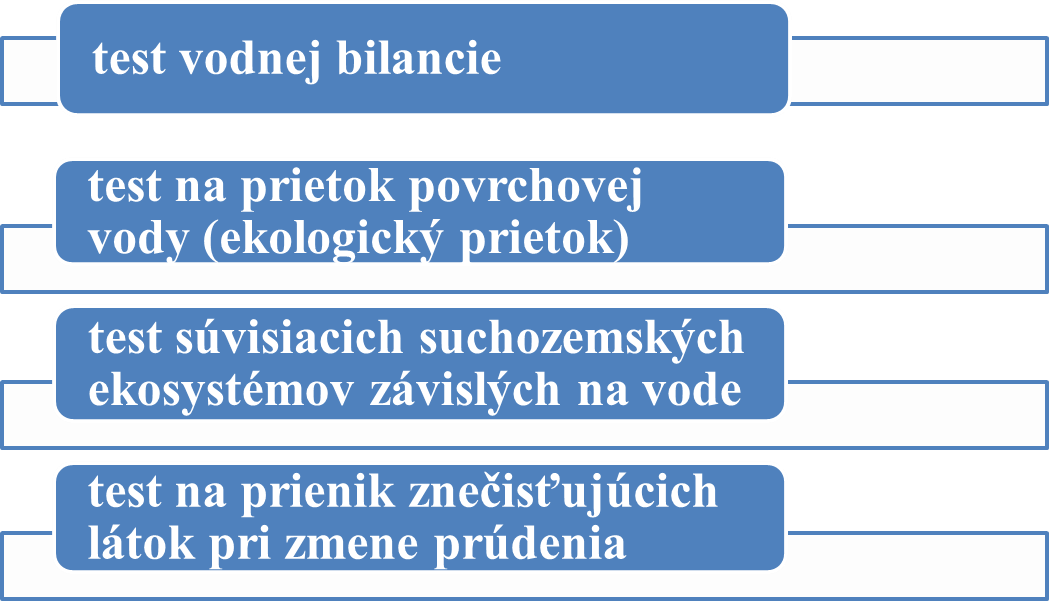 test vodnej bilancie
test na prietok povrchovej
vody (ekologický prietok)
test súvisiacich suchozemských
ekosystémov závislých na vode
test na prienik znečisťujúcich
látok pri zmene prúdenia